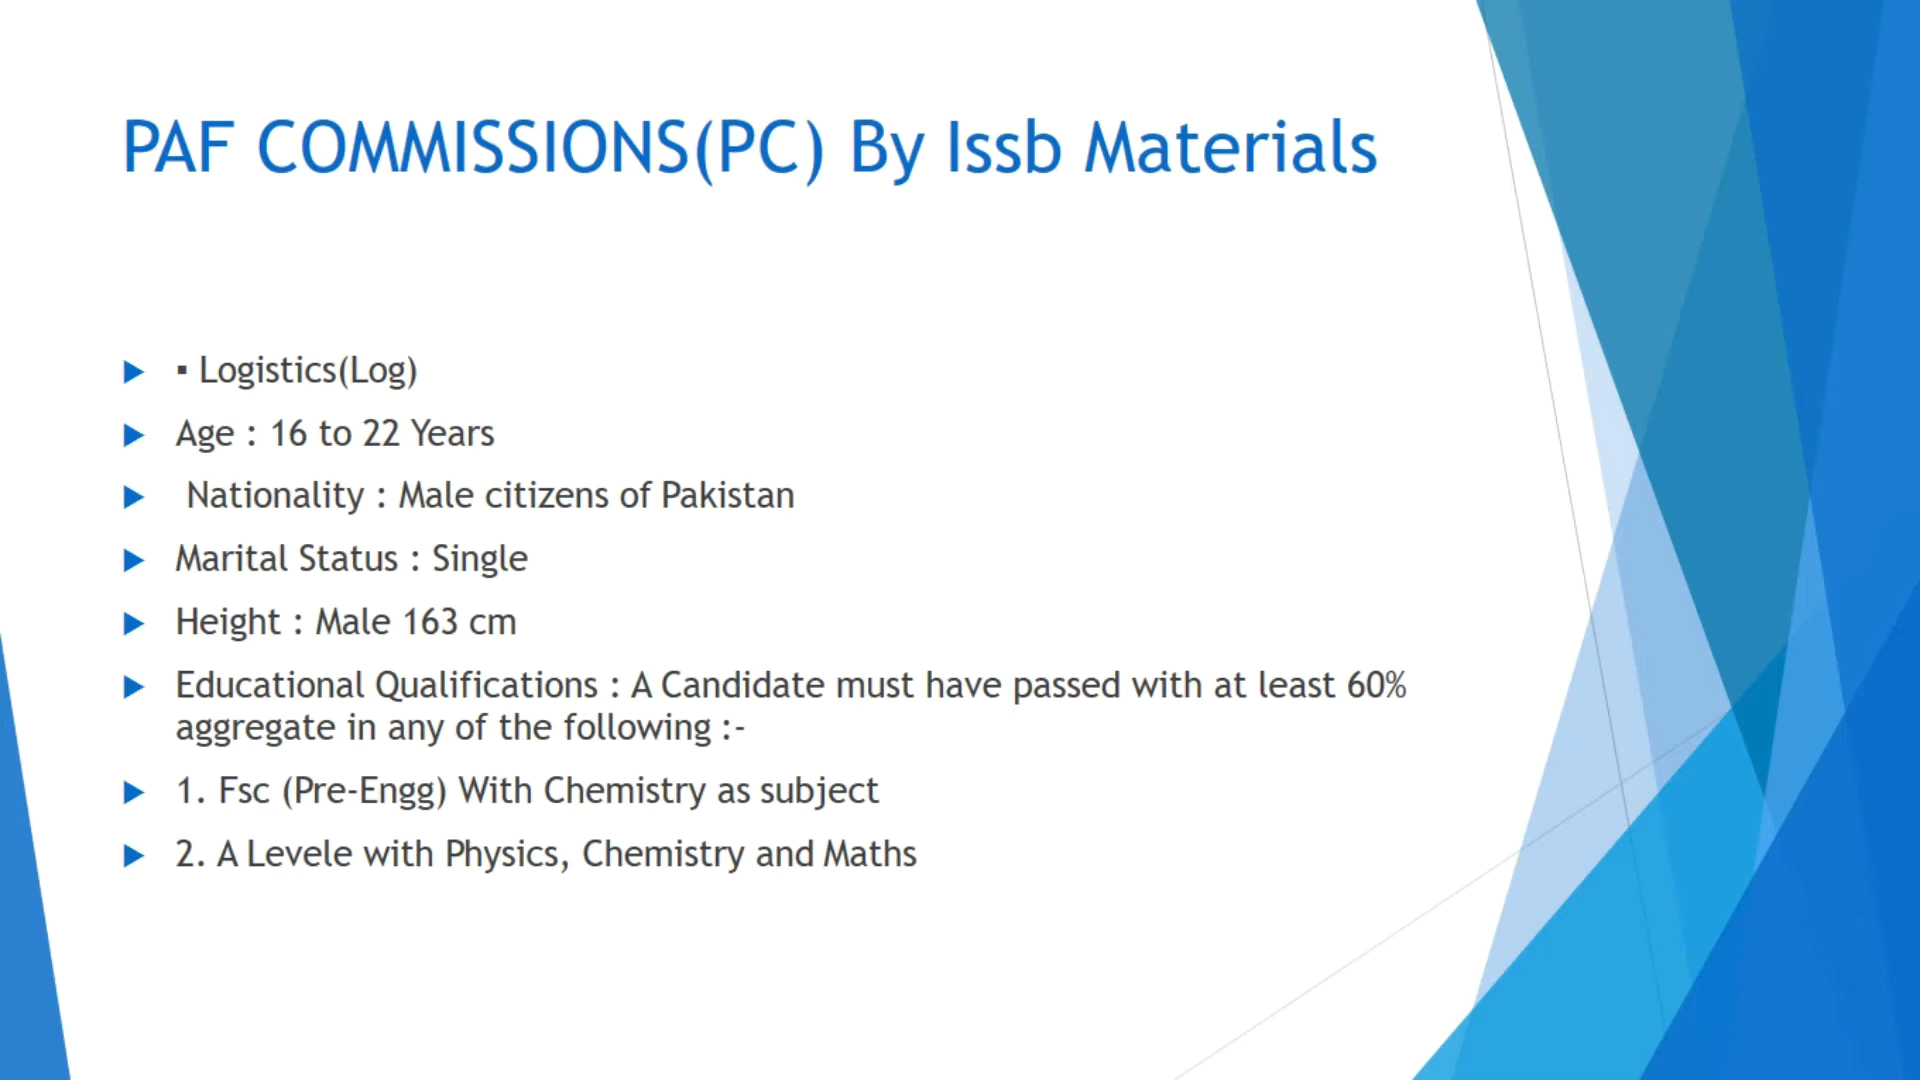 PAF COMMISSIONS(PC) By Issb Materials
▪ Logistics(Log)
Age : 16 to 22 Years
Nationality : Male citizens of Pakistan
Marital Status : Single
Height : Male 163 cm
Educational Qualifications : A Candidate must have passed with at least 60%
aggregate in any of the following :-
1. Fsc (Pre-Engg) With Chemistry as subject
2. A Levele with Physics, Chemistry and Maths